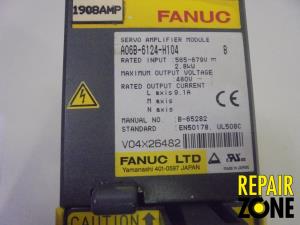 1908AMP
FANUC
SERVO AMPLIFIER MODULE
A06B-6124-H104 B
RATED INPUT :565-679V
2.8kW
MAXIMUM OUTPUT VOLTAGE
480V~
RATED OUTPUT CURRENT
L axis 9.1A
M axis
N axis
MANUAL NO. : B-65282
STANDARD :EN50178, UL508C
V04X26482
FANUC LTD
Yamanashi 401-0597 JAPAN
CAUTION
REPAIR
ZONE